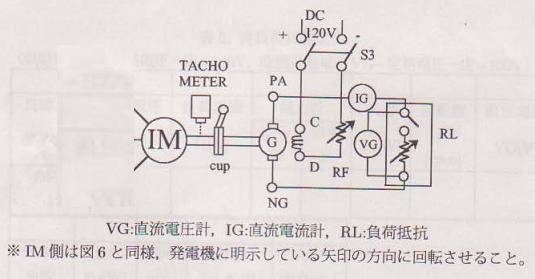 DC
+ 120V -
S3
TACHO
METER
PA
IG
C
IM
G
VG
RL
cup
D
RF
NG
VG:直流電圧計，IG:直流電流計，RL:負荷抵抗
※ IM 側は図6と同様，発電機に明示している矢印の方向に回転させること。